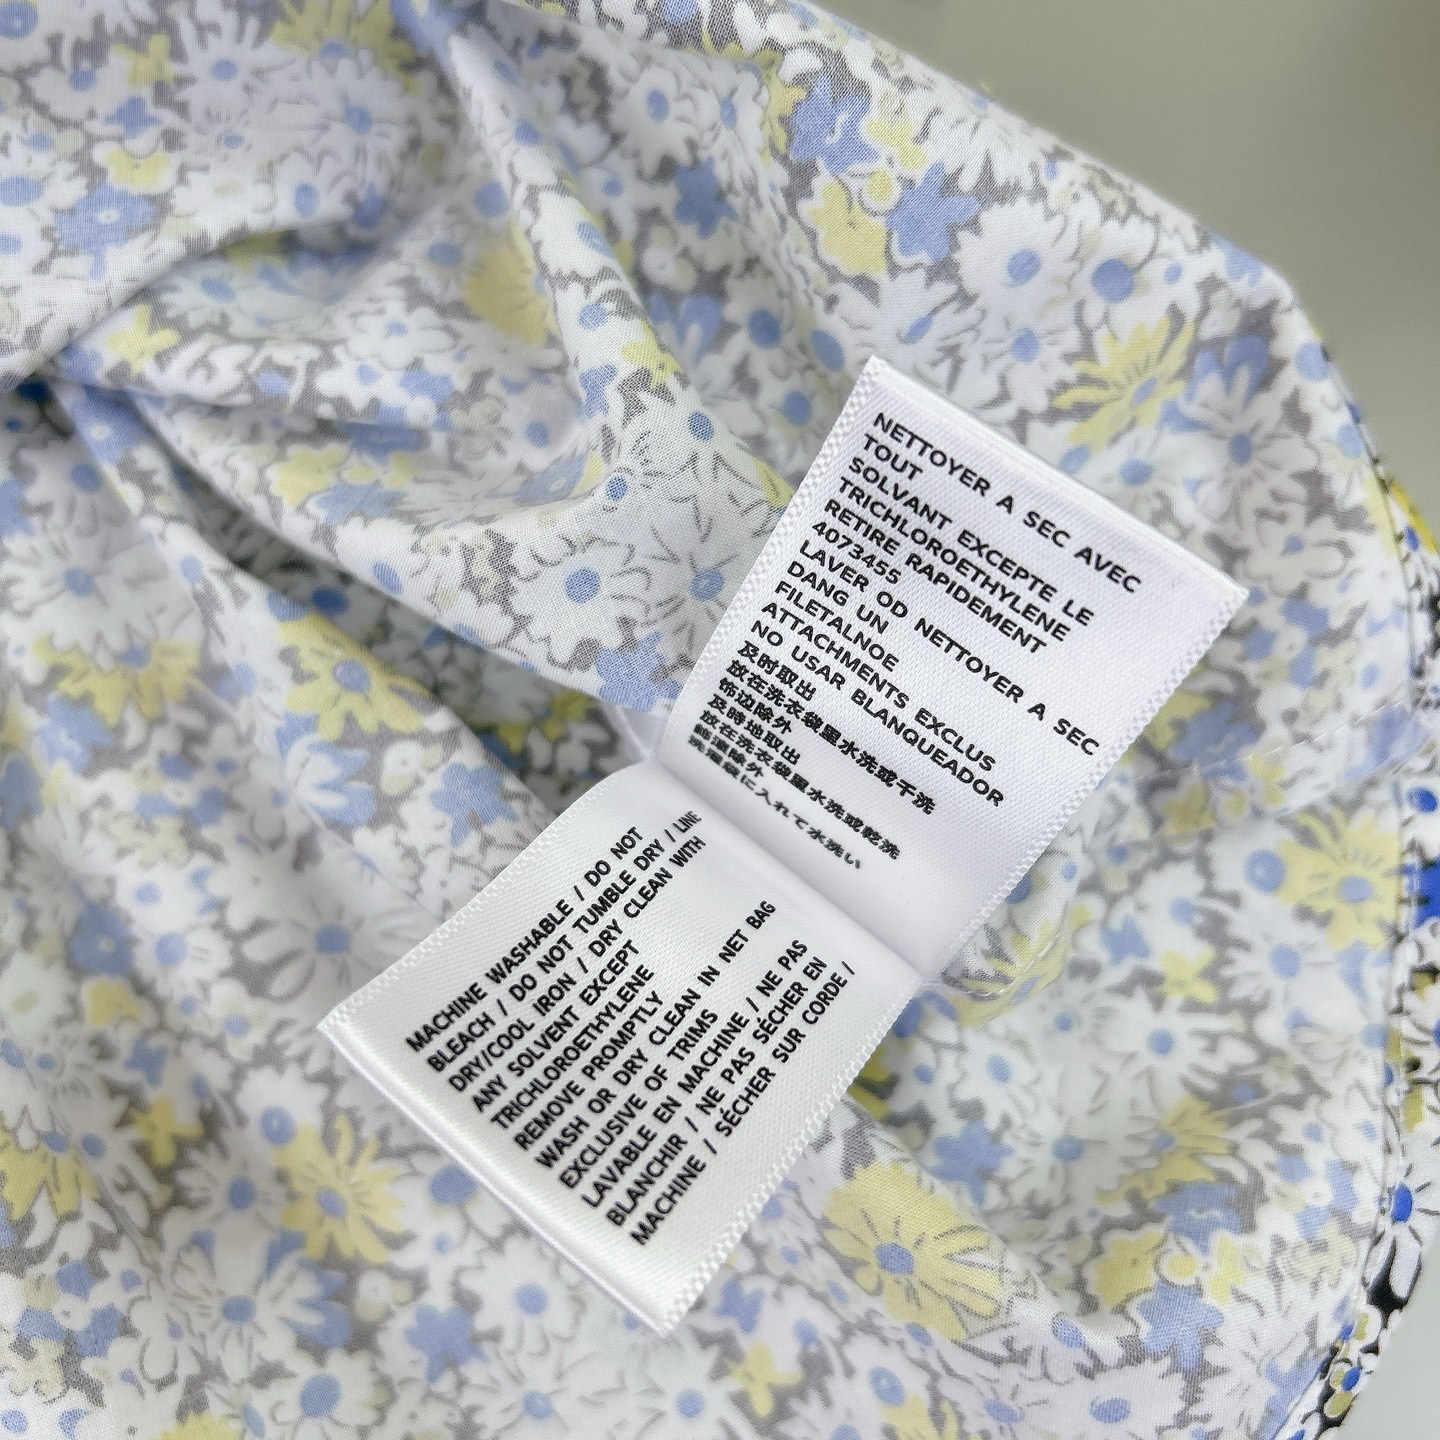 NETTOYER A SEC AVEC
TOUT
SOLVANT EXCEPTE LE
TRICHLOROETHYLENE
RETIRE RAPIDEMENT
4073455
LAVER OD NETTOYER A SEC
DANG UN
FILETALNOE
ATTACHMENTS EXCLUS
NO USAR BLANQUEADOR
及时取出
放在洗衣袋里水洗或干洗
饰边除外
及時地取出
放在洗衣袋里水洗或乾洗
飾邊除外
洗濯袋に入れて水洗い
MACHINE WASHABLE / DO NOT
BLEACH / DO NOT TUMBLE DRY / LINE
DRY/COOL IRON / DRY CLEAN WITH
ANY SOLVENT EXCEPT
TRICHLOROETHYLENE
REMOVE PROMPTLY
WASH OR DRY CLEAN IN NET BAG
EXCLUSIVE OF TRIMS
LAVABLE EN MACHINE / NE PAS
BLANCHIR / NE PAS SÉCHER EN
MACHINE / SÉCHER SUR CORDE /